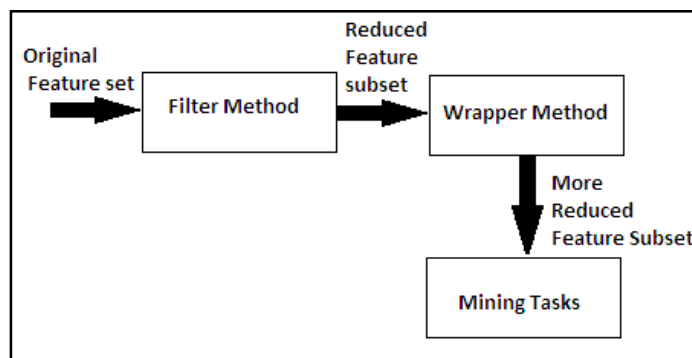 Original
Feature set
Filter Method
Reduced
Feature
subset
Wrapper Method
More
Reduced
Feature Subset
Mining Tasks